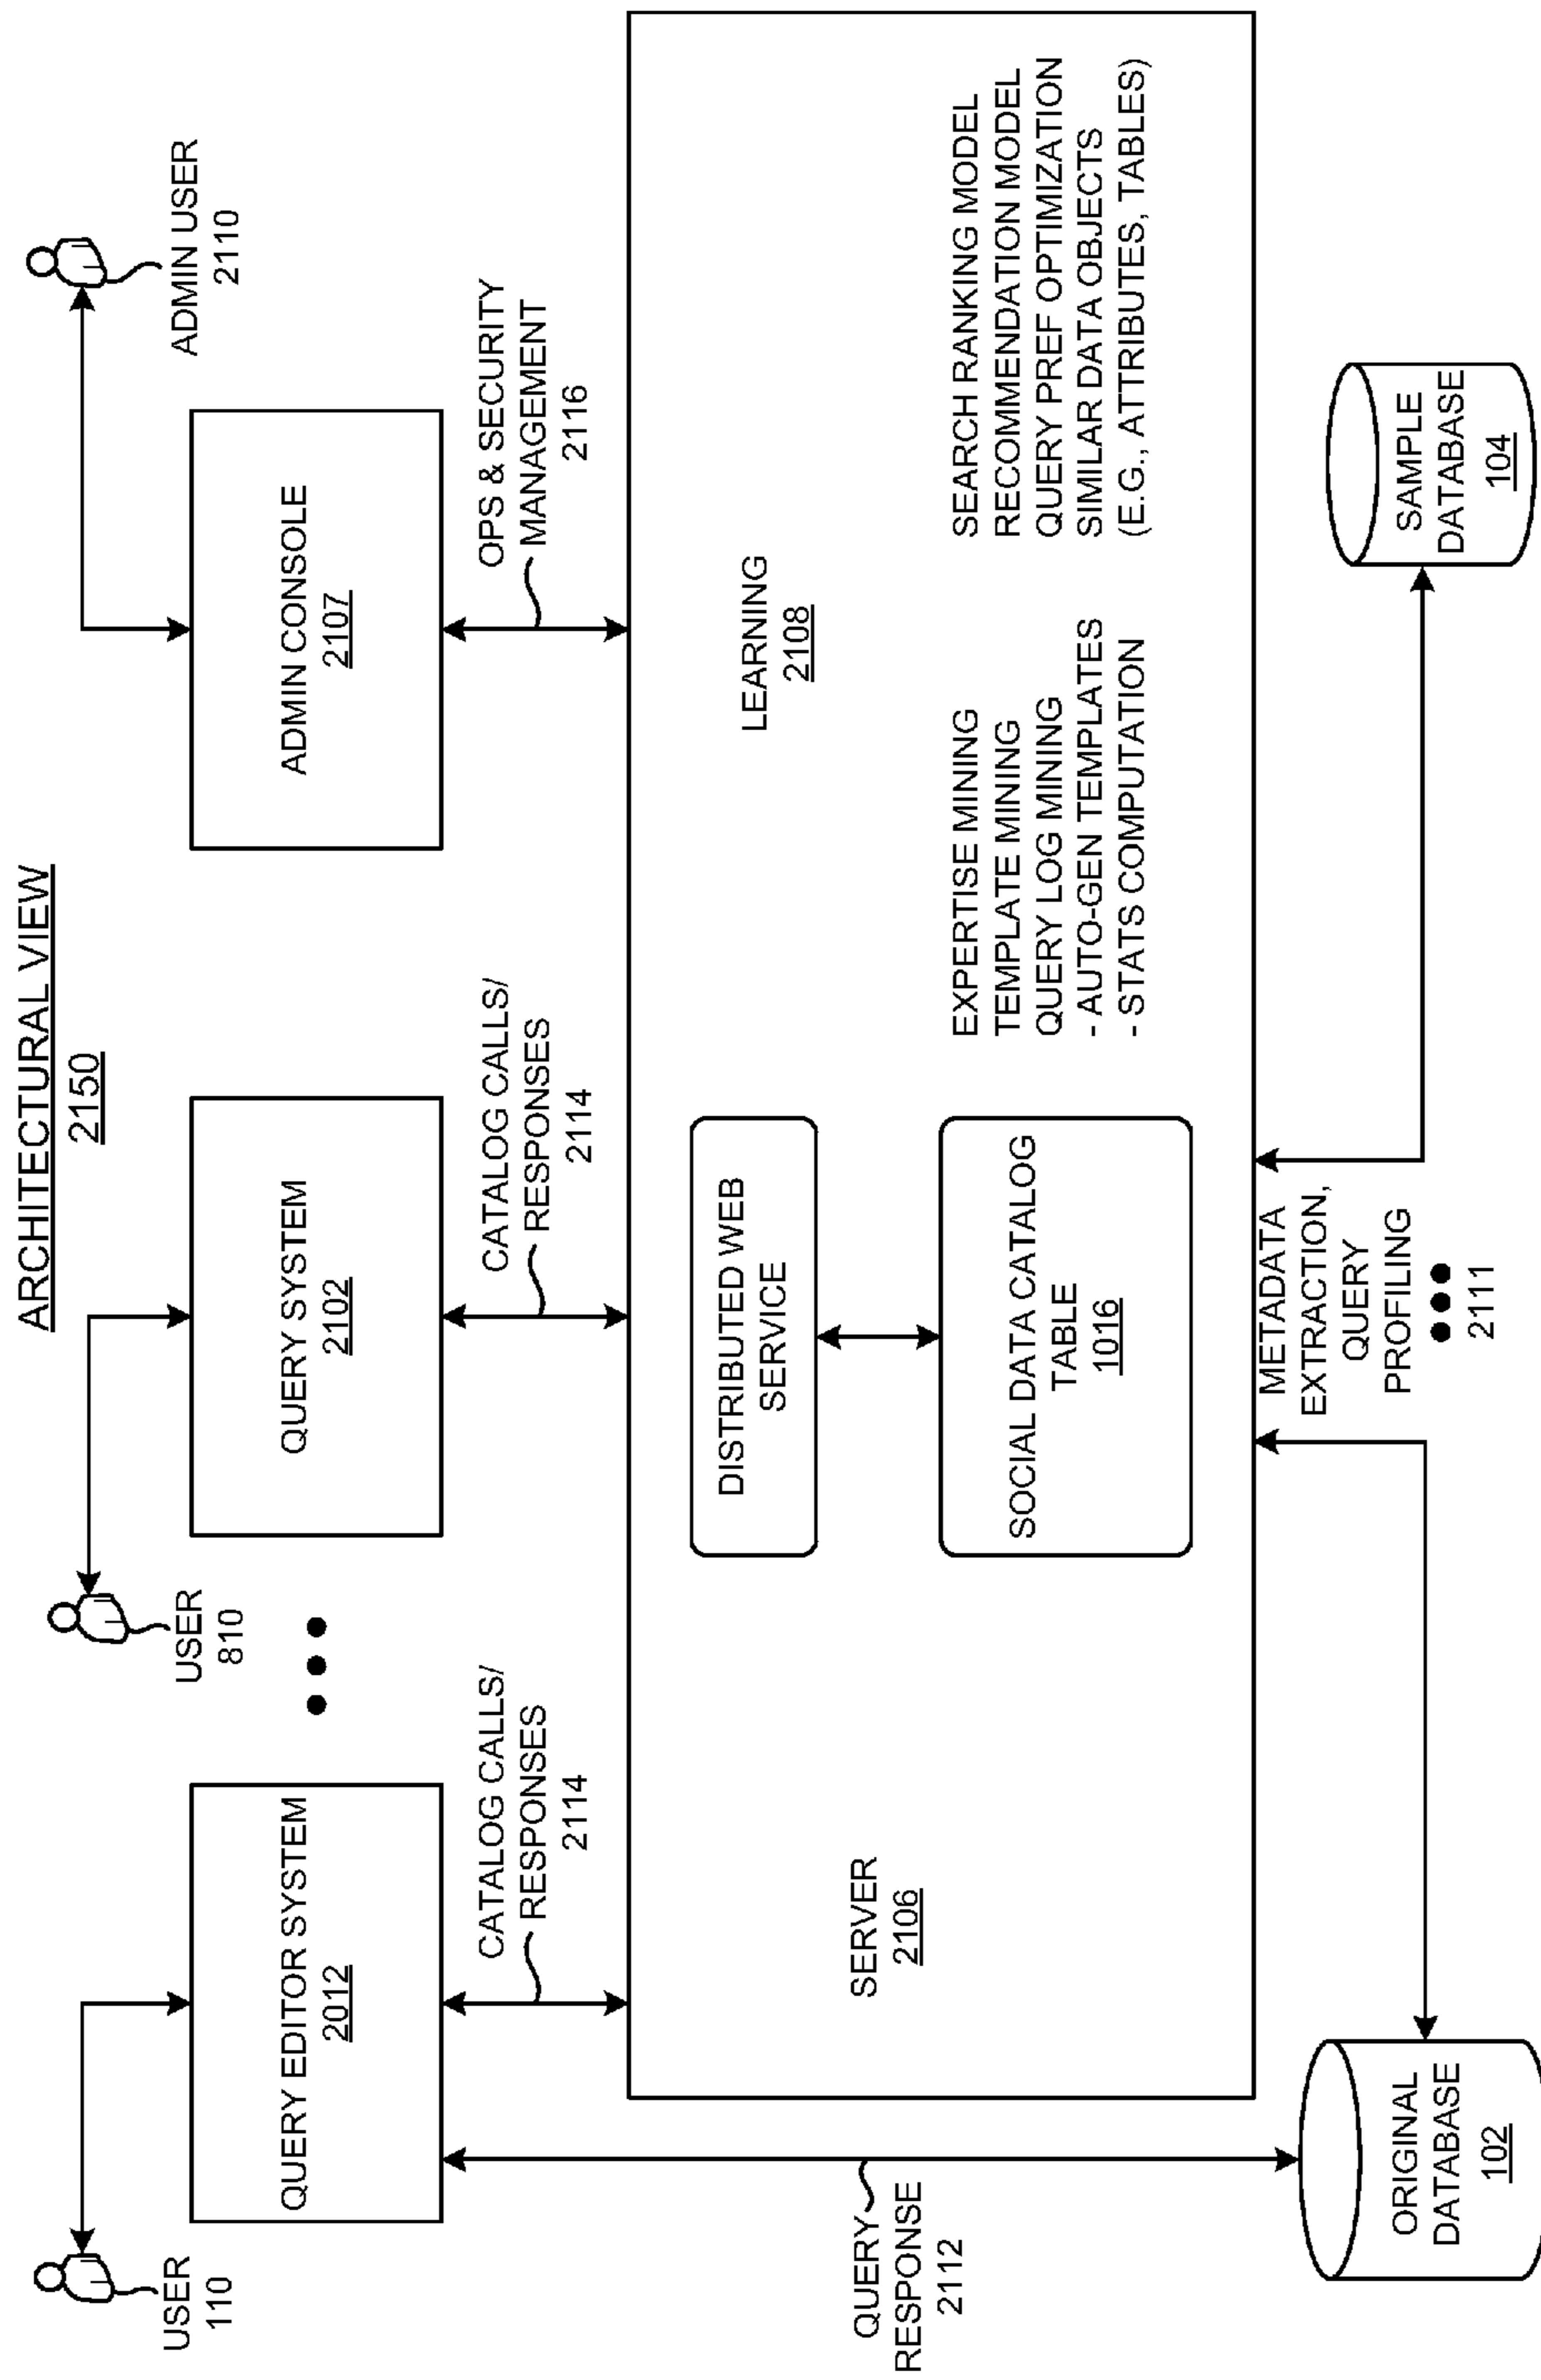 ARCHITECTURAL VIEW
2150
USER
110
USER
810
ADMIN USER
2110
QUERY EDITOR SYSTEM
2012
QUERY SYSTEM
2102
ADMIN CONSOLE
2107
CATALOG CALLS/
RESPONSES
2114
CATALOG CALLS/
RESPONSES
2114
OPS & SECURITY
MANAGEMENT
2116
QUERY
RESPONSE
2112
SERVER
2106
DISTRIBUTED WEB
SERVICE
SOCIAL DATA CATALOG
TABLE
1016
LEARNING
2108
EXPERTISE MINING
TEMPLATE MINING
QUERY LOG MINING
- AUTO-GEN TEMPLATES
- STATS COMPUTATION
SEARCH RANKING MODEL
RECOMMENDATION MODEL
QUERY PREF OPTIMIZATION
SIMILAR DATA OBJECTS
(E.G., ATTRIBUTES, TABLES)
METADATA
EXTRACTION,
QUERY
PROFILING
2111
ORIGINAL
DATABASE
102
SAMPLE
DATABASE
104